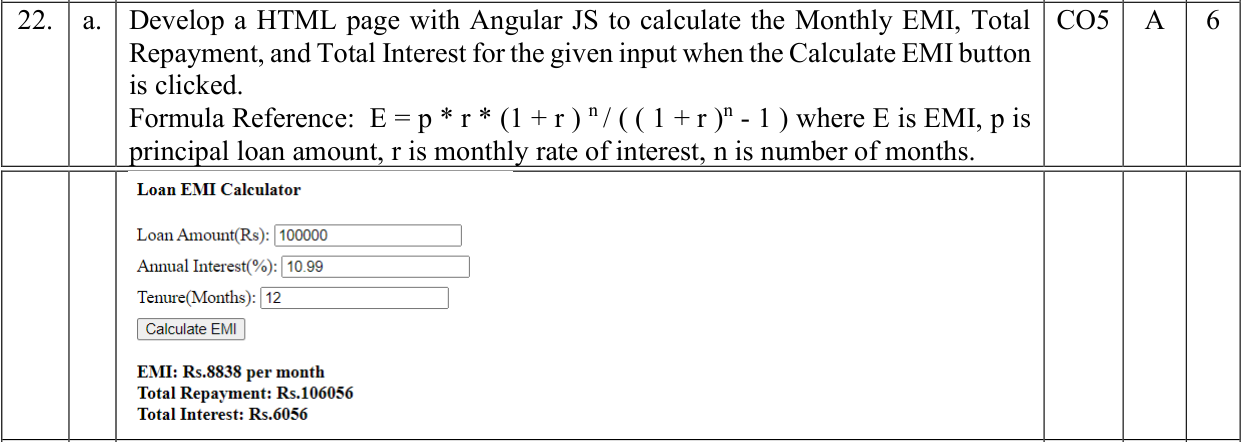 22. a. Develop a HTML page with Angular JS to calculate the Monthly EMI, Total CO5 A 6
Repayment, and Total Interest for the given input when the Calculate EMI button
is clicked.
Formula Reference: E = p * r * (1 + r ) ⁿ / ( ( 1 + r )ⁿ - 1 ) where E is EMI, p is
principal loan amount, r is monthly rate of interest, n is number of months.
Loan EMI Calculator
Loan Amount(Rs): 100000
Annual Interest(%): 10.99
Tenure(Months): 12
Calculate EMI
EMI: Rs.8838 per month
Total Repayment: Rs.106056
Total Interest: Rs.6056